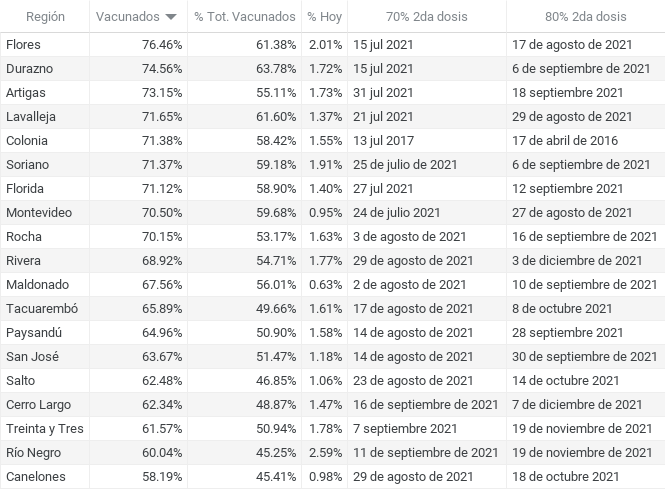 Región Vacunados % Tot. Vacunados % Hoy 70% 2da dosis 80% 2da dosis
Flores 76.46% 61.38% 2.01% 15 jul 2021 17 de agosto de 2021
Durazno 74.56% 63.78% 1.72% 15 jul 2021 6 de septiembre de 2021
Artigas 73.15% 55.11% 1.73% 31 jul 2021 18 septiembre 2021
Lavalleja 71.65% 61.60% 1.37% 21 jul 2021 29 de agosto de 2021
Colonia 71.38% 58.42% 1.55% 13 jul 2017 17 de abril de 2016
Soriano 71.37% 59.18% 1.91% 25 de julio de 2021 6 de septiembre de 2021
Florida 71.12% 58.90% 1.40% 27 jul 2021 12 septiembre 2021
Montevideo 70.50% 59.68% 0.95% 24 de julio 2021 27 de agosto de 2021
Rocha 70.15% 53.17% 1.63% 3 de agosto de 2021 16 de septiembre de 2021
Rivera 68.92% 54.71% 1.77% 29 de agosto de 2021 3 de diciembre de 2021
Maldonado 67.56% 56.01% 0.63% 2 de agosto de 2021 10 de septiembre de 2021
Tacuarembó 65.89% 49.66% 1.61% 17 de agosto de 2021 8 de octubre de 2021
Paysandú 64.96% 50.90% 1.58% 14 de agosto de 2021 28 septiembre 2021
San José 63.67% 51.47% 1.18% 14 de agosto de 2021 30 de septiembre de 2021
Salto 62.48% 46.85% 1.06% 23 de agosto de 2021 14 de octubre 2021
Cerro Largo 62.34% 48.87% 1.47% 16 de septiembre de 2021 7 de diciembre de 2021
Treinta y Tres 61.57% 50.94% 1.78% 7 septiembre 2021 19 de noviembre de 2021
Río Negro 60.04% 45.25% 2.59% 11 de septiembre de 2021 19 de noviembre de 2021
Canelones 58.19% 45.41% 0.98% 29 de agosto de 2021 18 de octubre de 2021